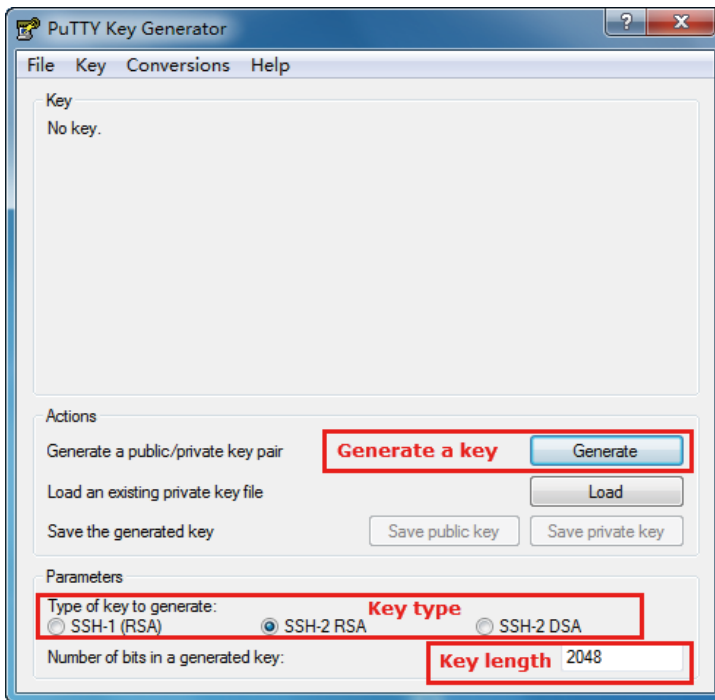 PuTTY Key Generator
File Key Conversions Help
Key
No key.
Actions
Generate a public/private key pair Generate a key Generate
Load an existing private key file Load
Save the generated key Save public key Save private key
Parameters
Type of key to generate: Key type
SSH-1 (RSA) SSH-2 RSA SSH-2 DSA
Number of bits in a generated key: Key length 2048